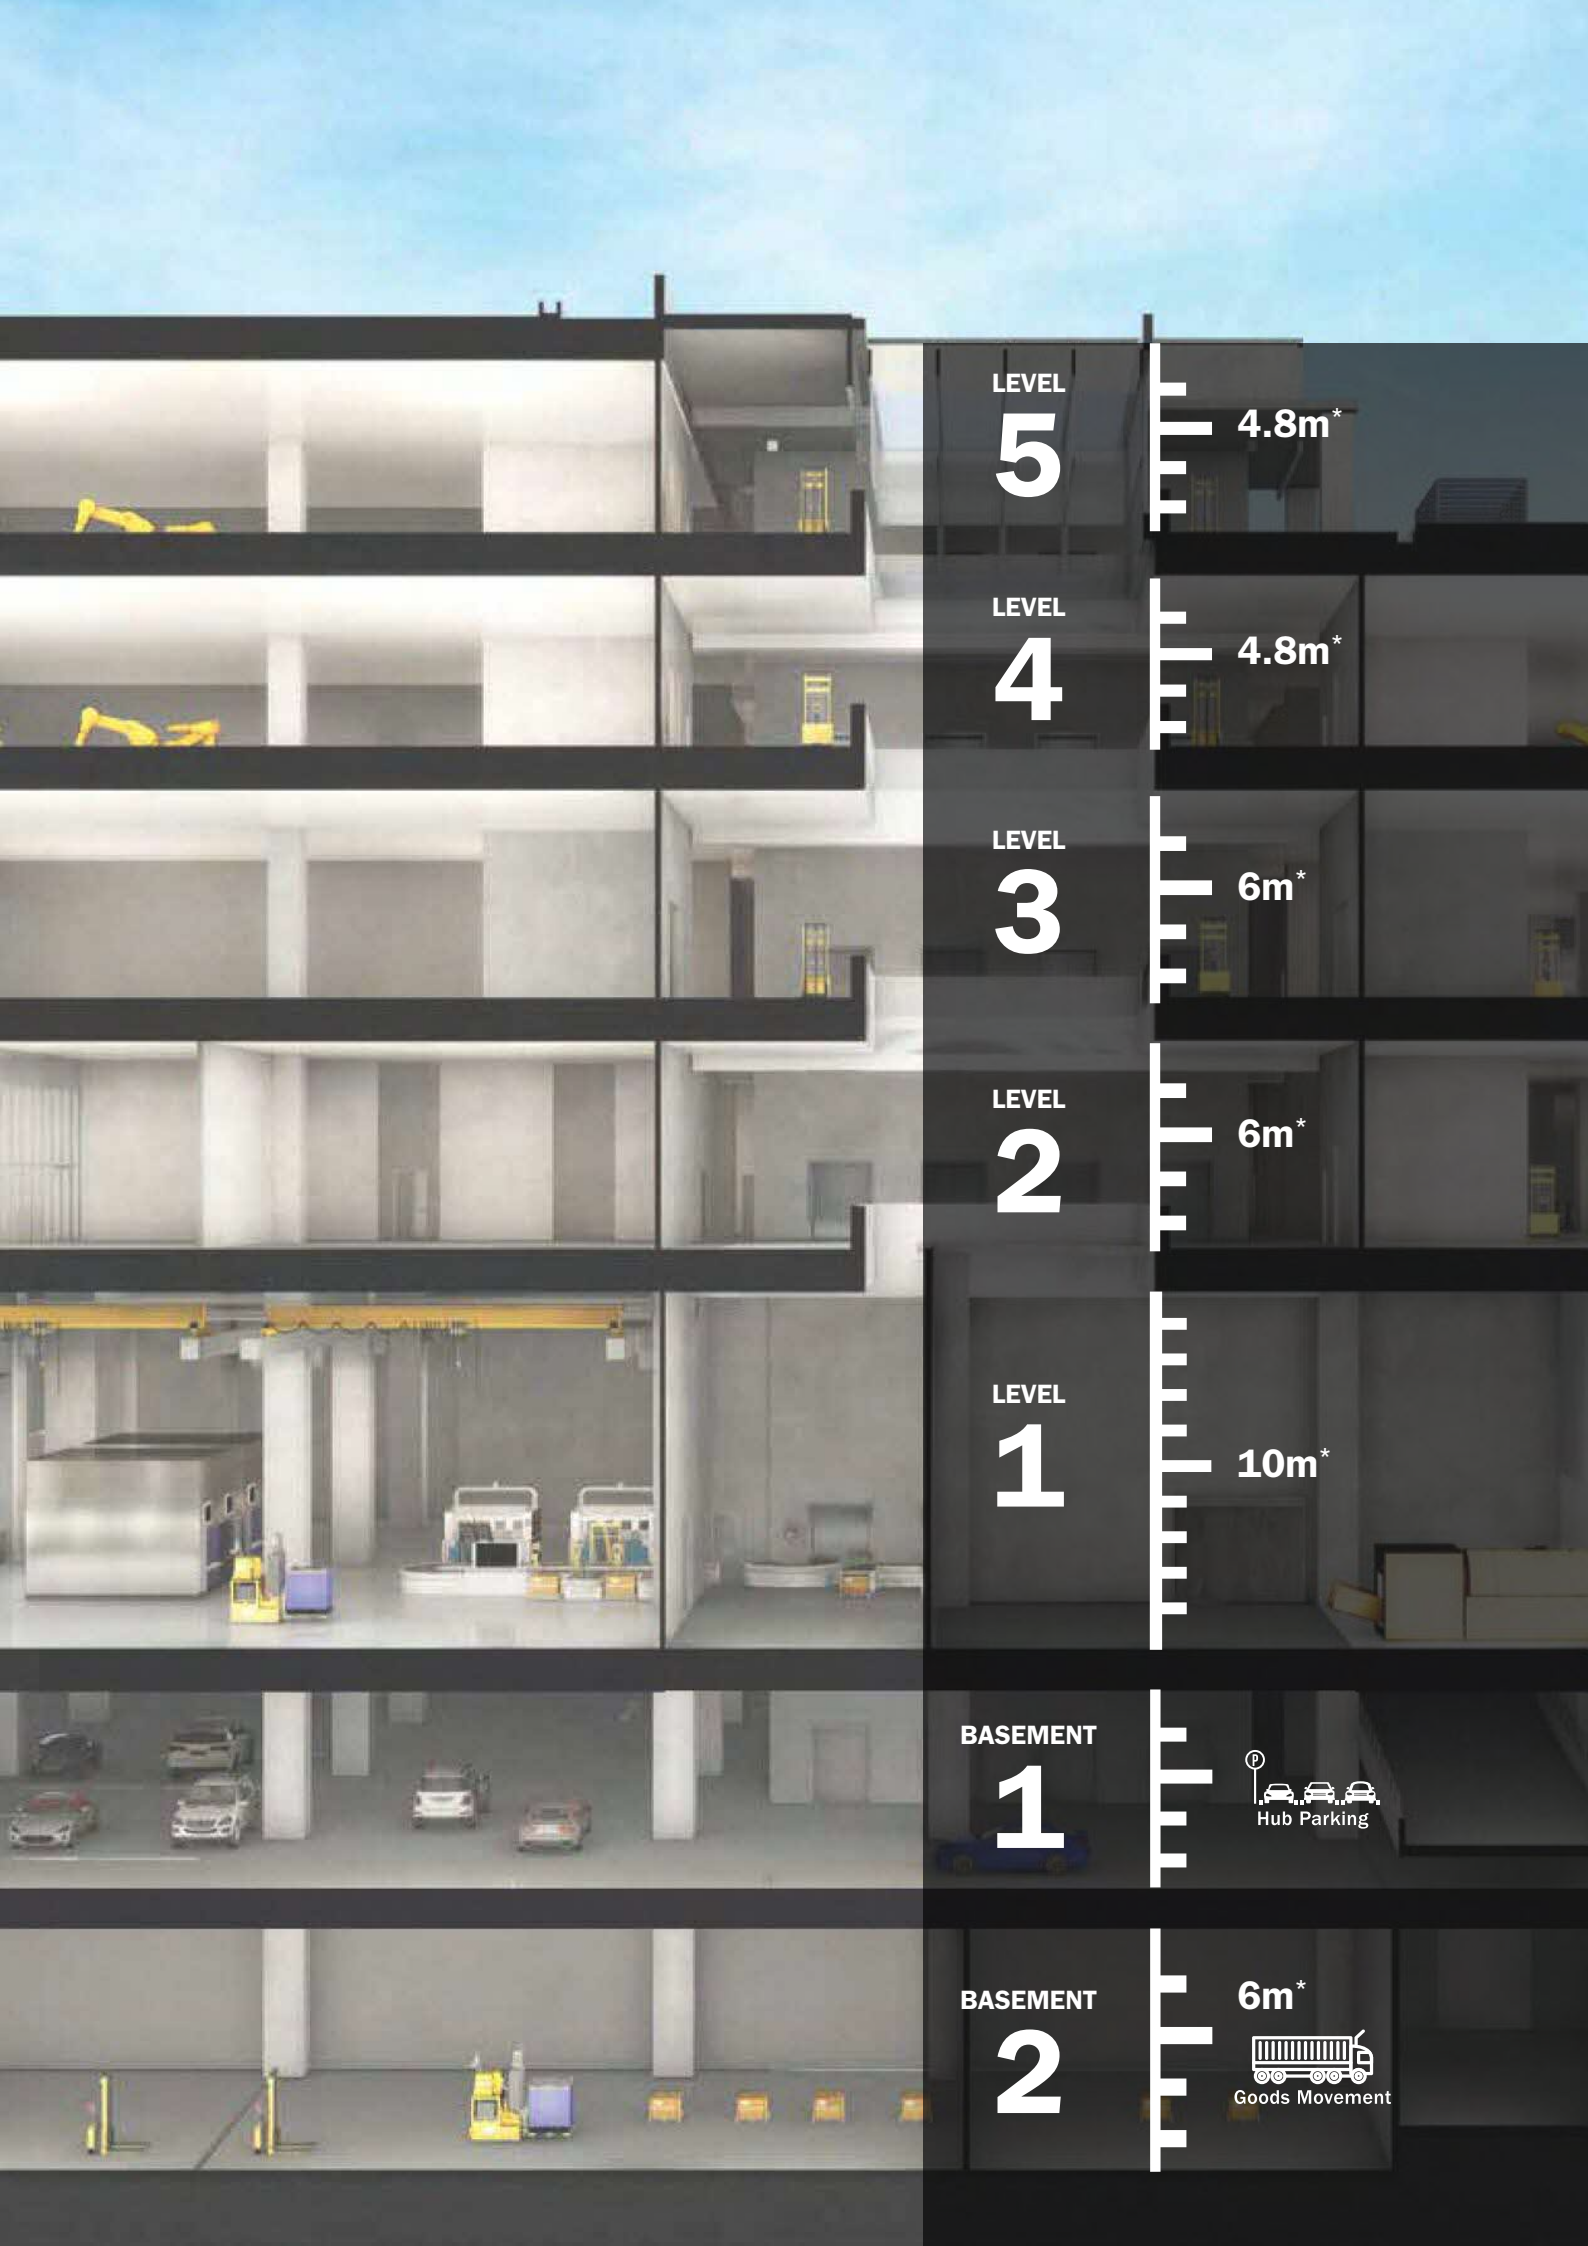 LEVEL
5
4.8m*
LEVEL
4
4.8m*
LEVEL
3
6m*
LEVEL
2
6m*
LEVEL
1
10m*
BASEMENT
1
P
Hub Parking
BASEMENT
2
6m*
Goods Movement